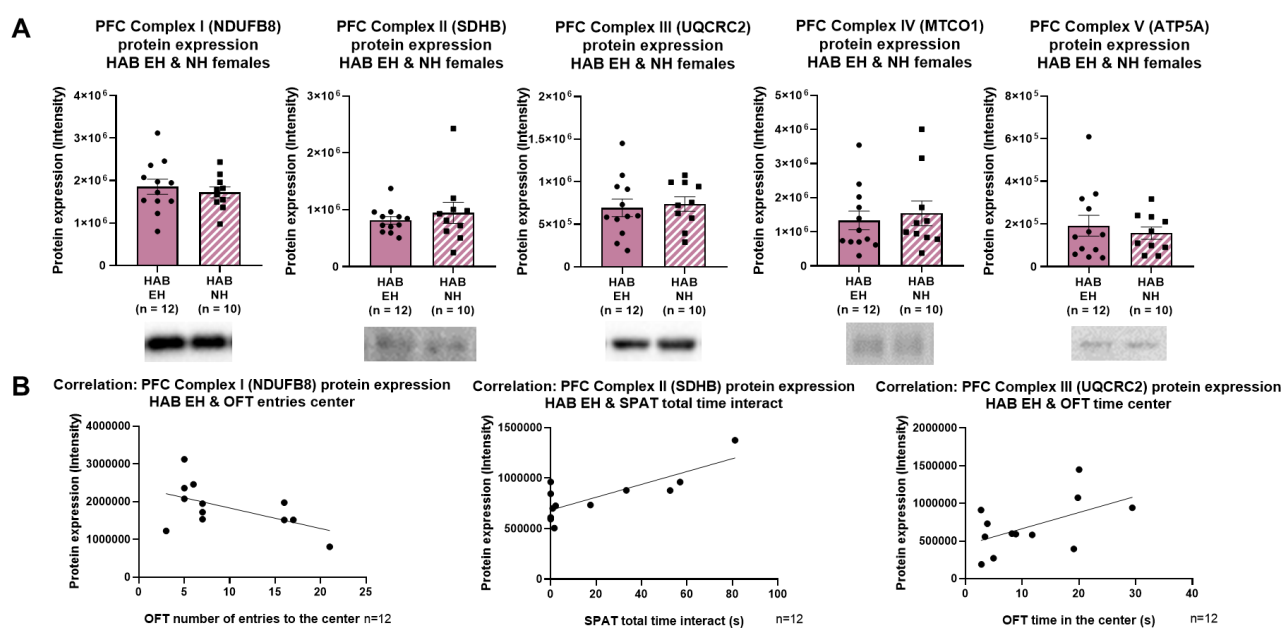 A
PFC Complex I (NDUFB8)
protein expression
HAB EH & NH females
Protein expression (Intensity)
4×10⁶
3×10⁶
2×10⁶
1×10⁶
0
HAB
EH
(n = 12)
HAB
NH
(n = 10)
PFC Complex II (SDHB)
protein expression
HAB EH & NH females
Protein expression (Intensity)
3×10⁶
2×10⁶
1×10⁶
0
HAB
EH
(n = 12)
HAB
NH
(n = 10)
PFC Complex III (UQCRC2)
protein expression
HAB EH & NH females
Protein expression (Intensity)
2×10⁶
1.5×10⁶
1×10⁶
5×10⁵
0
HAB
EH
(n = 12)
HAB
NH
(n = 10)
PFC Complex IV (MTCO1)
protein expression
HAB EH & NH females
Protein expression (Intensity)
5×10⁶
4×10⁶
3×10⁶
2×10⁶
1×10⁶
0
HAB
EH
(n = 12)
HAB
NH
(n = 10)
PFC Complex V (ATP5A)
protein expression
HAB EH & NH females
Protein expression (Intensity)
8×10⁵
6×10⁵
4×10⁵
2×10⁵
0
HAB
EH
(n = 12)
HAB
NH
(n = 10)
B
Correlation: PFC Complex I (NDUFB8) protein expression
HAB EH & OFT entries center
Protein expression (Intensity)
4000000
3000000
2000000
1000000
0
0 5 10 15 20 25
OFT number of entries to the center n=12
Correlation: PFC Complex II (SDHB) protein expression
HAB EH & SPAT total time interact
Protein expression (Intensity)
1500000
1000000
500000
0
0 20 40 60 80 100
SPAT total time interact (s) n=12
Correlation: PFC Complex III (UQCRC2) protein expression
HAB EH & OFT time center
Protein expression (Intensity)
2000000
1500000
1000000
500000
0
0 10 20 30 40
OFT time in the center (s) n=12